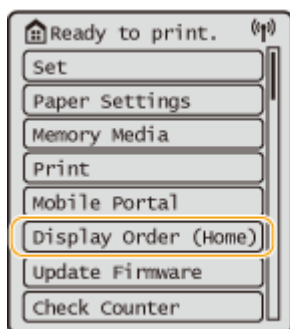 Ready to print.
Set
Paper Settings
Memory Media
Print
Mobile Portal
Display Order (Home)
Update Firmware
Check Counter